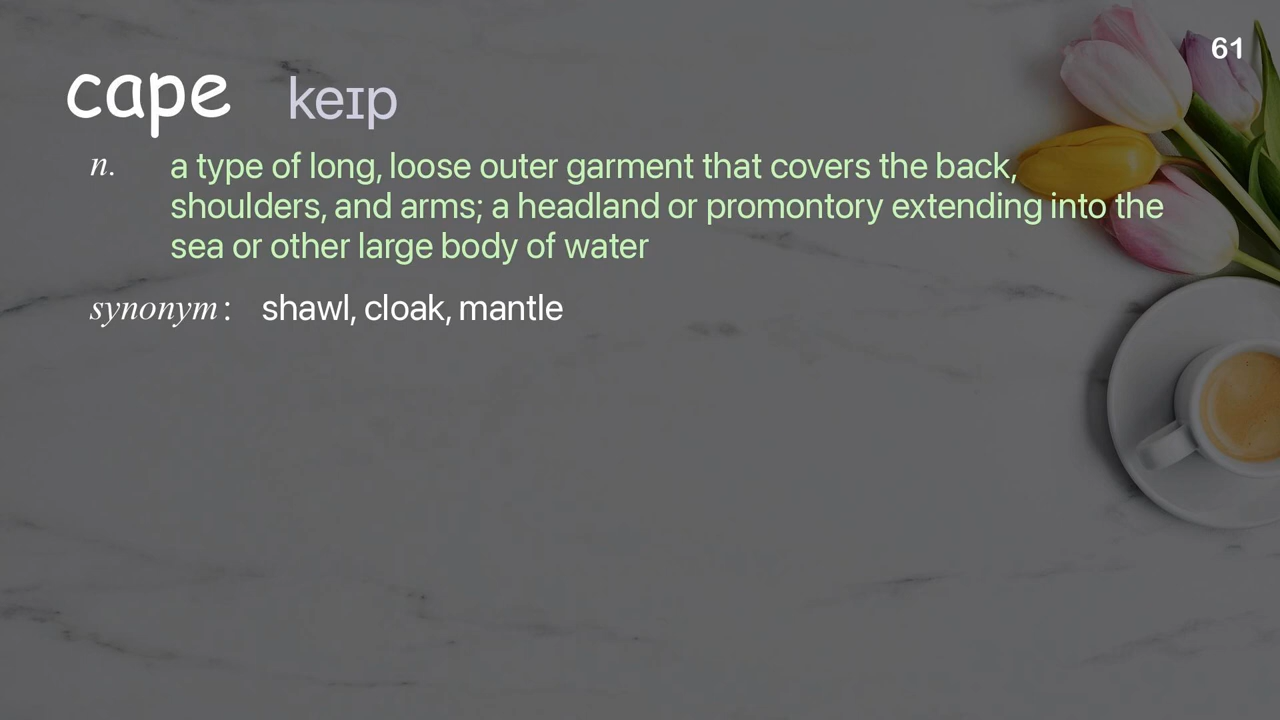 61
cape keɪp
n. a type of long, loose outer garment that covers the back,
shoulders, and arms; a headland or promontory extending into the
sea or other large body of water
synonym: shawl, cloak, mantle